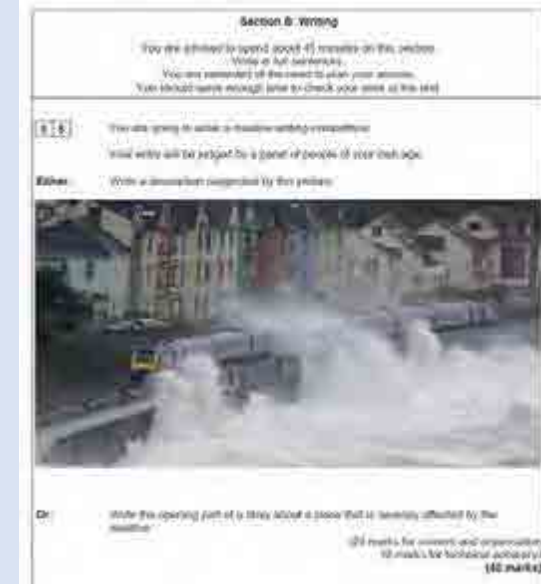 Section B: Writing
You are advised to spend about 45 minutes on this section.
Write in full sentences.
You are reminded of the need to plan your answer.
You should leave enough time to check your work at the end.
You are going to enter a creative writing competition.
Your entry will be judged by a panel of people of your own age.
Either: Write a description suggested by this picture:
Or: Write the opening part of a story about a place that is severely affected by the
weather.
(24 marks for content and organisation
16 marks for technical accuracy)
[40 marks]